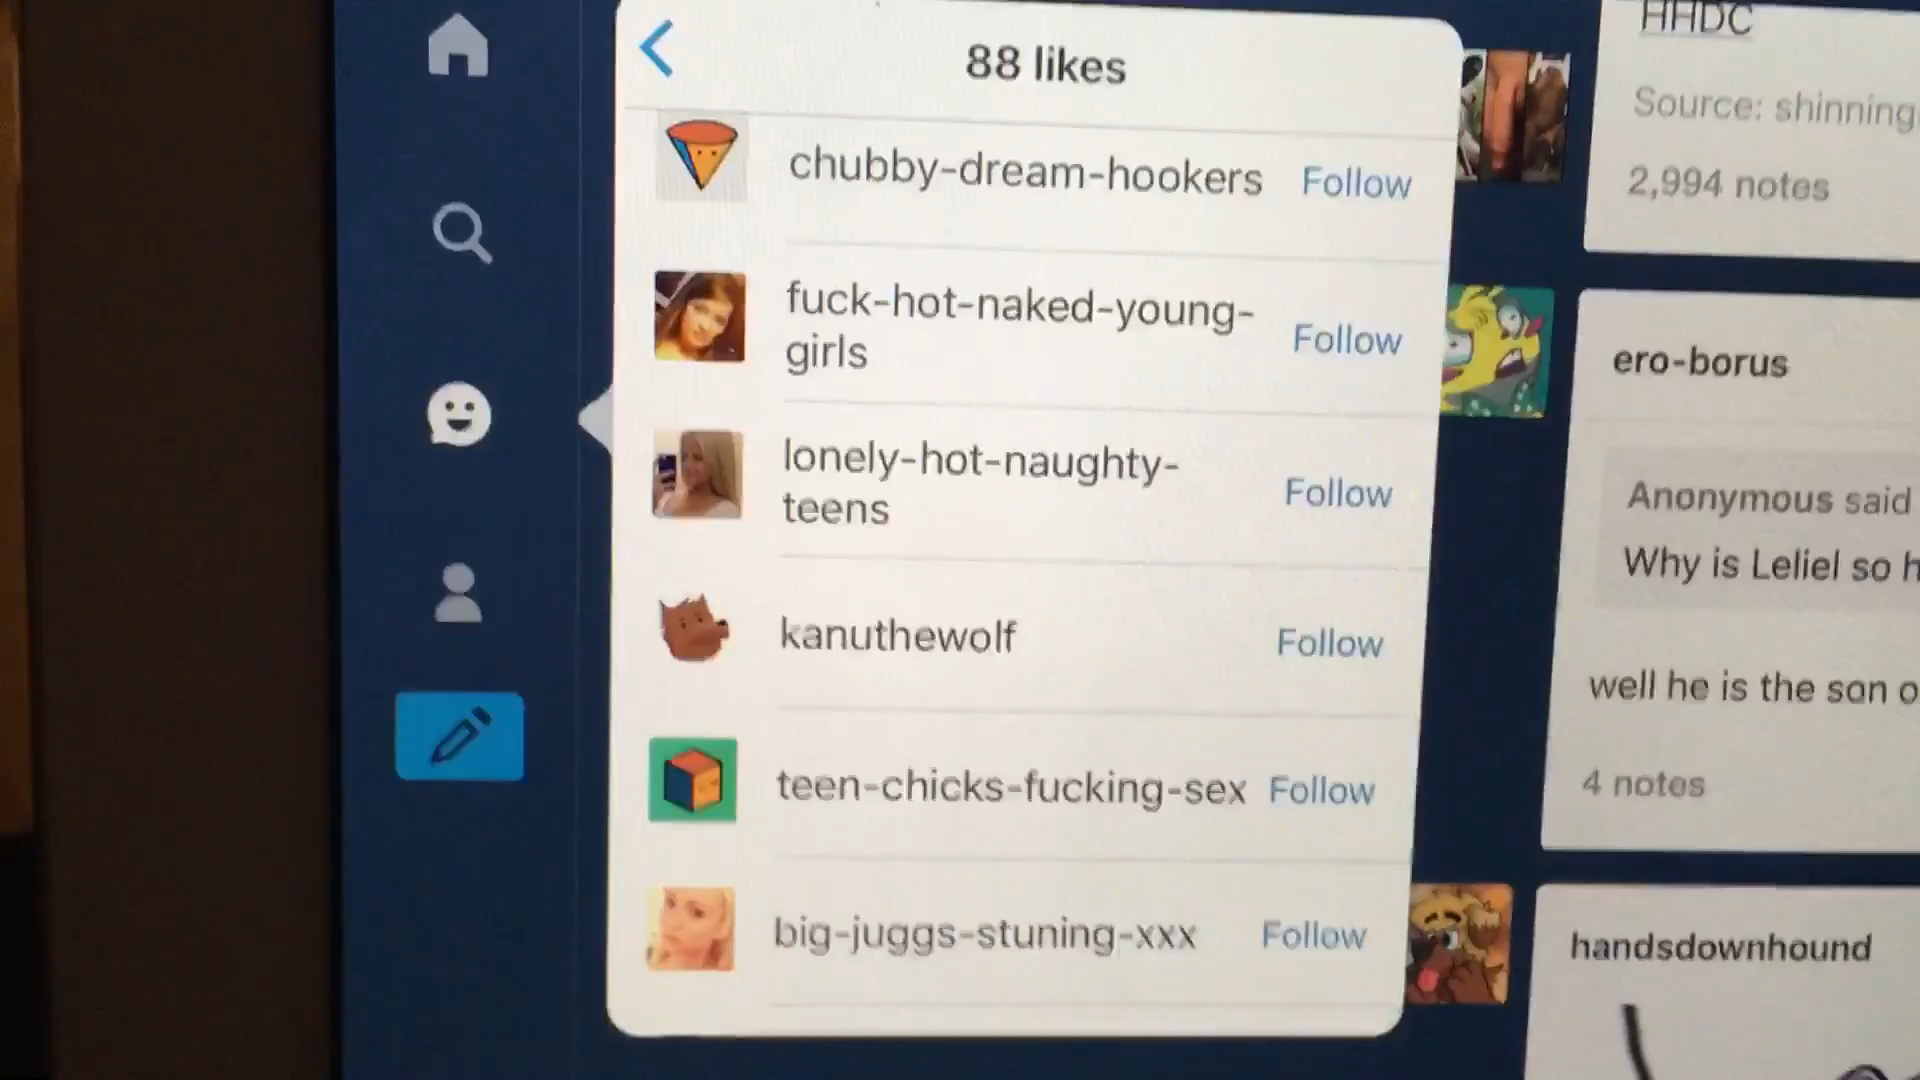 88 likes
chubby-dream-hookers
Follow
fuck-hot-naked-young-
girls
Follow
lonely-hot-naughty-
teens
Follow
kanuthewolf
Follow
teen-chicks-fucking-sex
Follow
big-juggs-stuning-xxx
Follow
HHDC
Source: shinning
2,994 notes
ero-borus
Anonymous said
Why is Leliel so h
well he is the son o
4 notes
handsdownhound